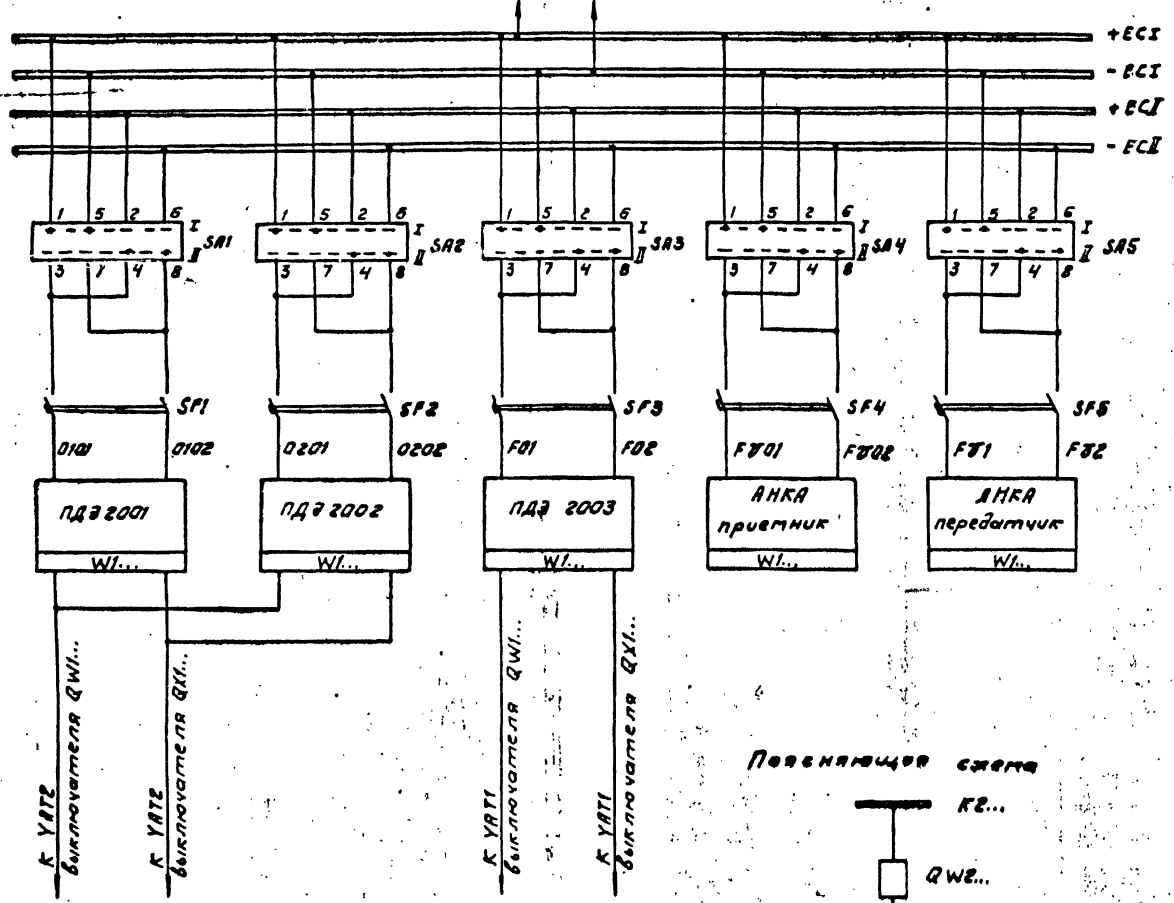 + ECI
- ECI
+ ECII
- ECII
1 5 2 6 I
SA1
3 7 4 8 II
1 5 2 6 I
SA2
3 7 4 8 II
1 5 2 6 I
SA3
3 7 4 8 II
1 5 2 6 I
SA4
3 7 4 8 II
1 5 2 6 I
SA5
3 7 4 8 II
SF1
SF2
SF3
SF4
SF5
0101 0102
0201 0202
F01 F02
ПДЭ 2001
W1...
ПДЭ 2002
W1...
ПДЭ 2003
W1...
АНКА
приемник
W1...
АНКА
передатчик
W1...
к YAT2
выключателя QW1...
к YAT2
выключателя QX1...
к YAT1
выключателя QW1...
к YAT1
выключателя QX1...
Поясняющая схема
K2...
QW2...